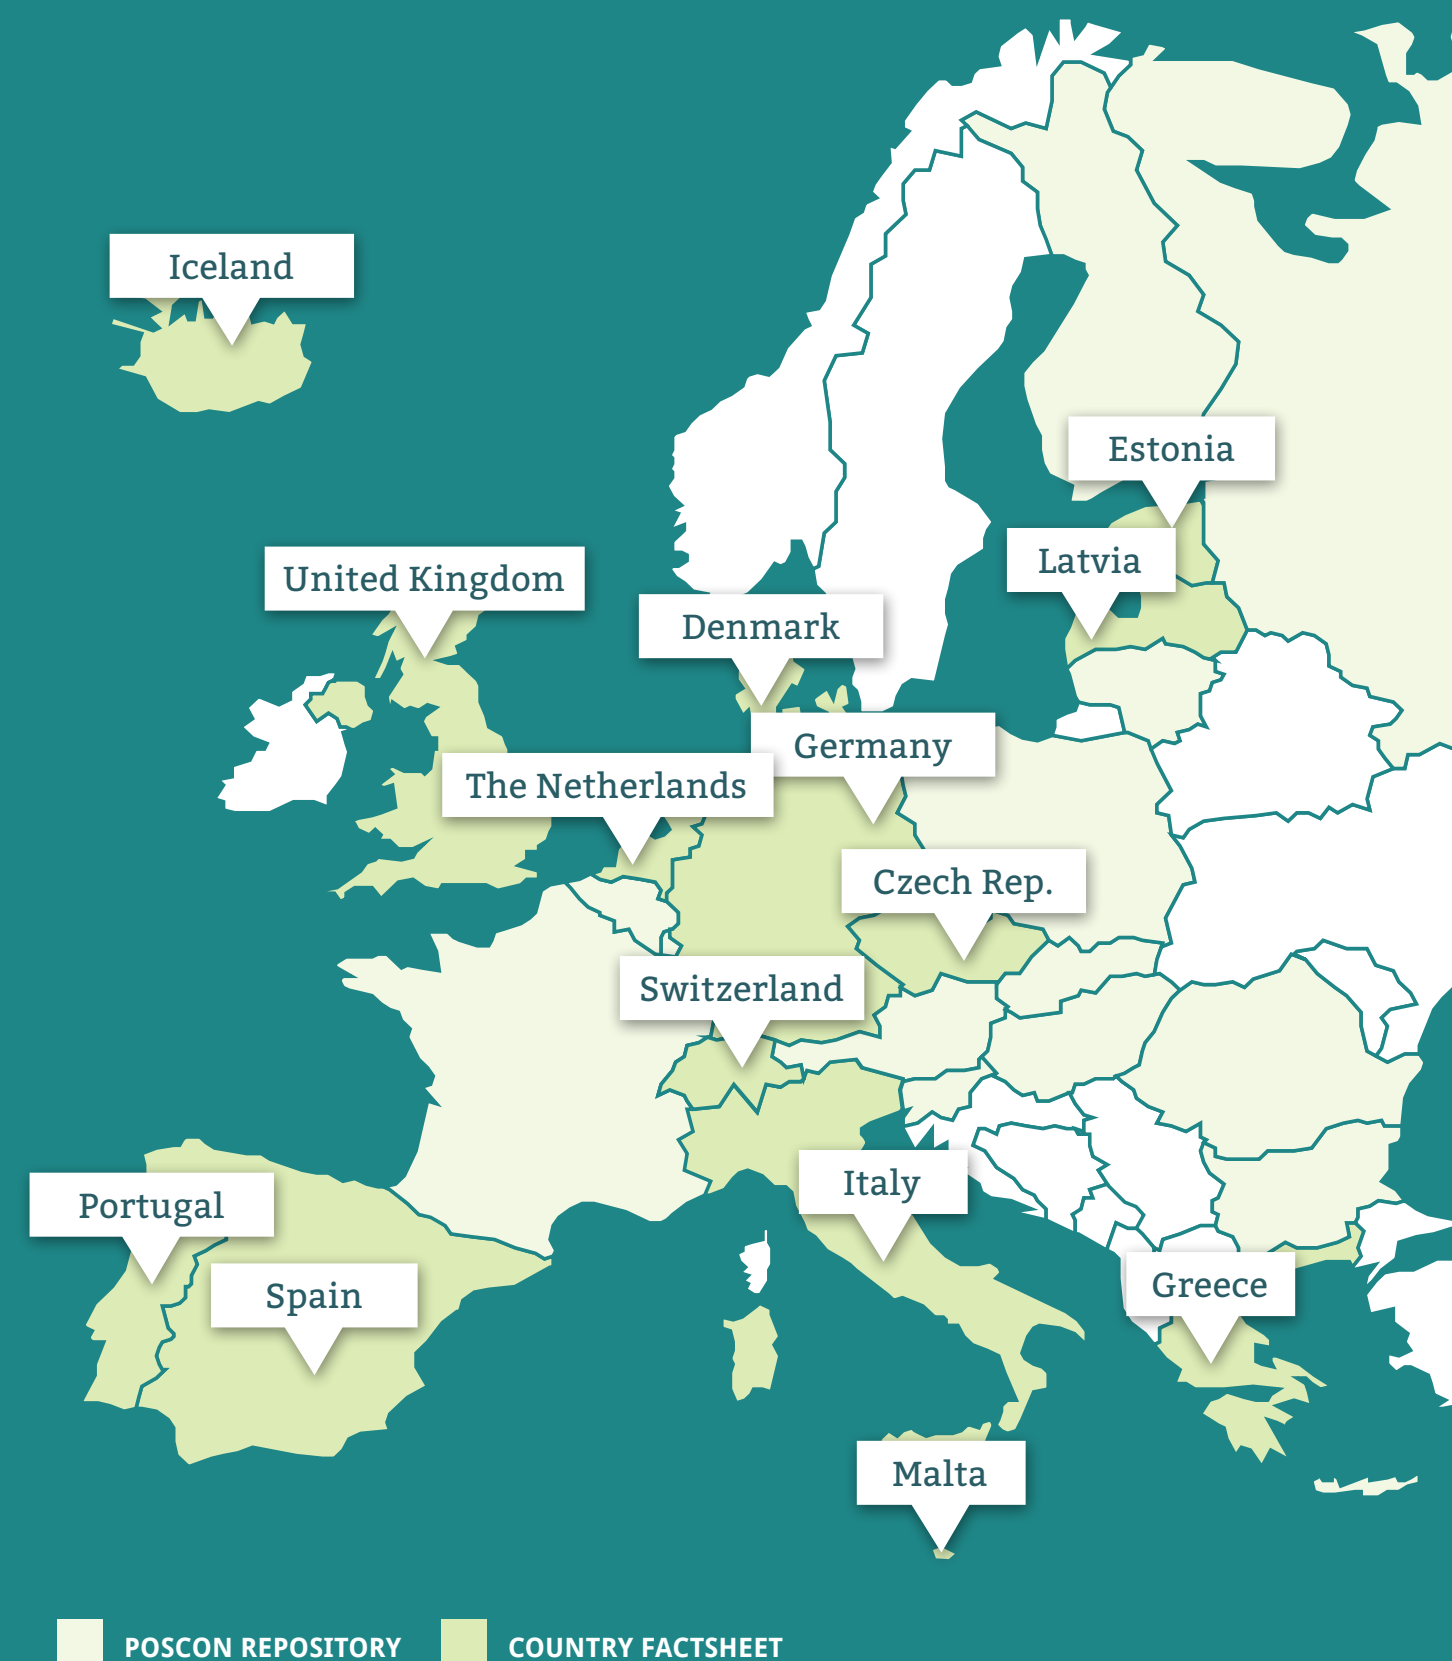 Iceland
Estonia
Latvia
United Kingdom
Denmark
Germany
The Netherlands
Czech Rep.
Switzerland
Italy
Portugal
Greece
Spain
Malta
POSCON REPOSITORY
COUNTRY FACTSHEET